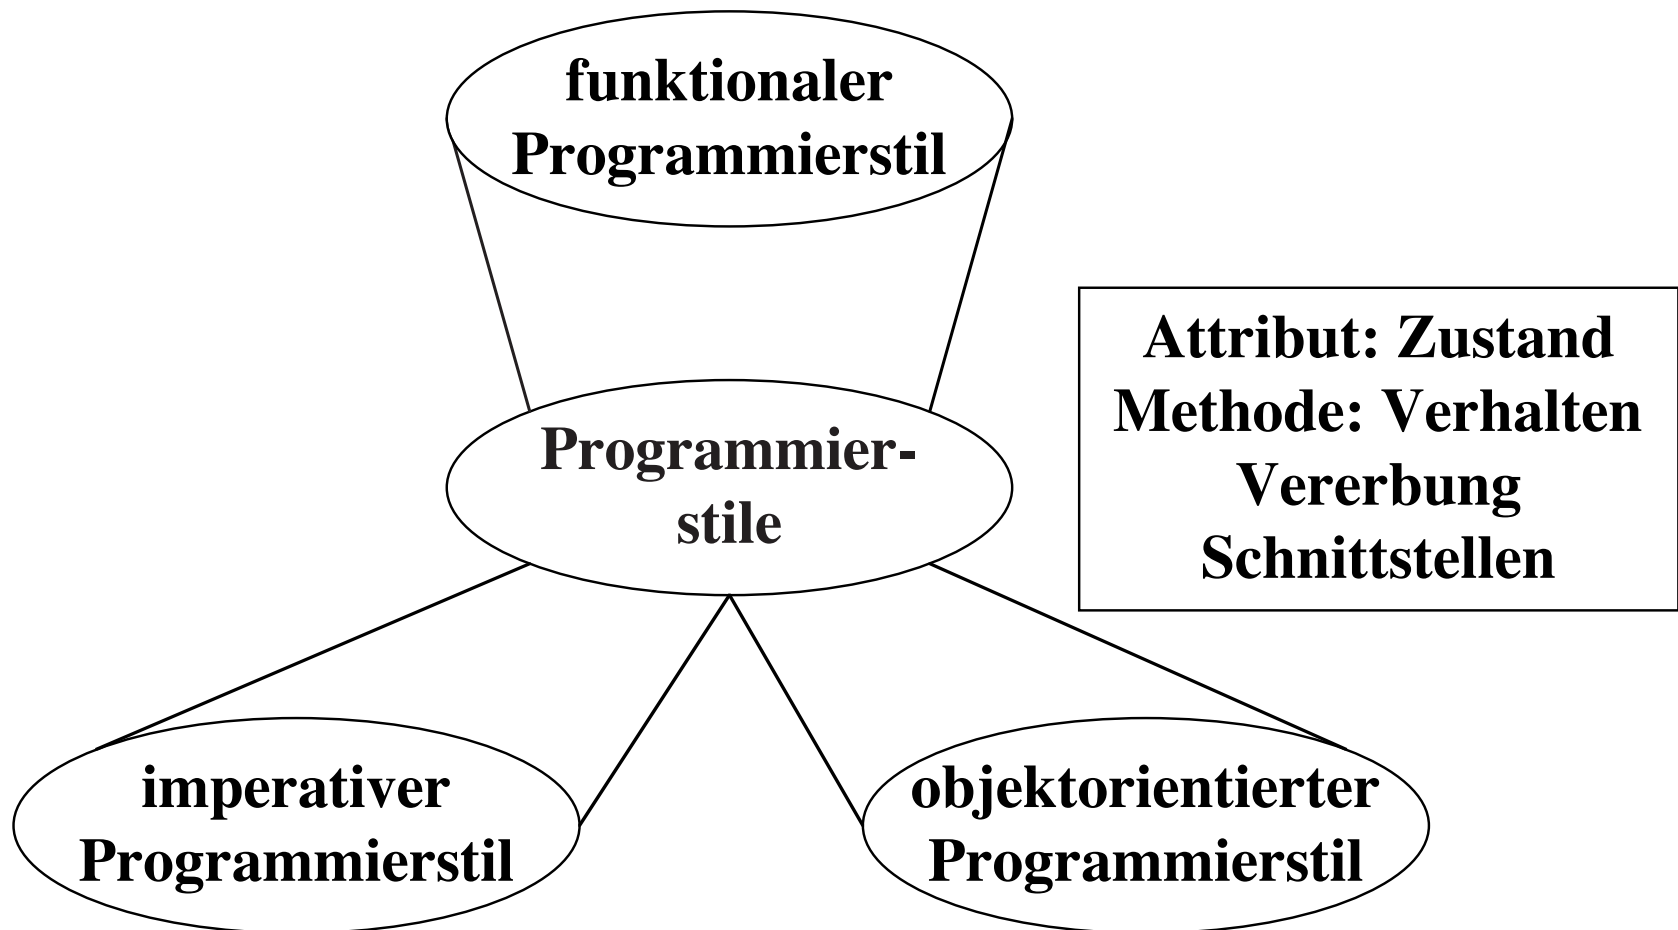 funktionaler
Programmierstil
Attribut: Zustand
Methode: Verhalten
Vererbung
Schnittstellen
Programmier-
stile
imperativer
Programmierstil
objektorientierter
Programmierstil